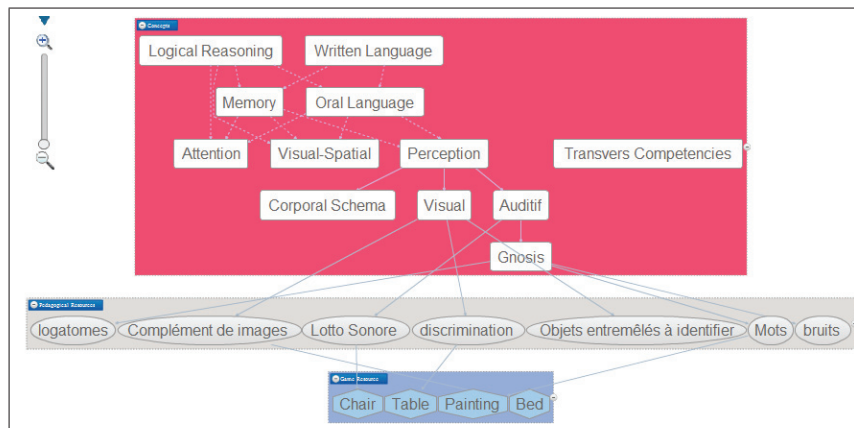 Concepts
Logical Reasoning
Written Language
Memory
Oral Language
Attention
Visual-Spatial
Perception
Transvers Competencies
Corporal Schema
Visual
Auditif
Gnosis
Pedagogical Resources
logatomes
Complément de images
Lotto Sonore
discrimination
Objets entremêlés à identifier
Mots
bruits
Game Resource
Chair
Table
Painting
Bed